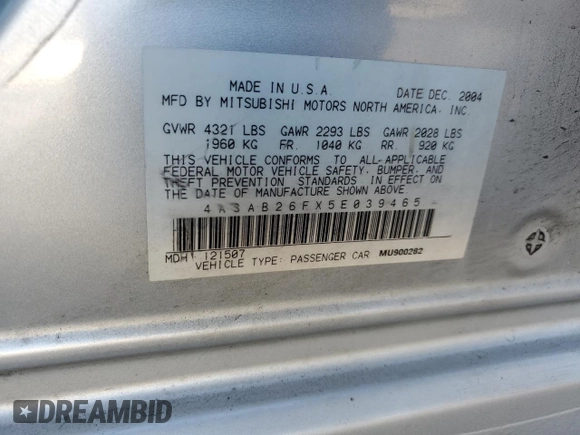 MADE IN U.S.A. DATE DEC. 2004
MFD BY MITSUBISHI MOTORS NORTH AMERICA. INC
GVWR 4321 LBS GAWR 2293 LBS GAWR 2028 LBS
1960 KG FR. 1040 KG RR. 920 KG
THIS VEHICLE CONFORMS TO ALL-APPLICABLE
FEDERAL MOTOR VEHICLE SAFETY, BUMPER, AND
THEFT PREVENTION STANDARDS IN EFFECT ON
THE DATE OF MANUFACTURE SHOWN ABOVE.
4A3AB26FX5E039465
MDH: 121507
VEHICLE TYPE: PASSENGER CAR MU900282
DREAMBID